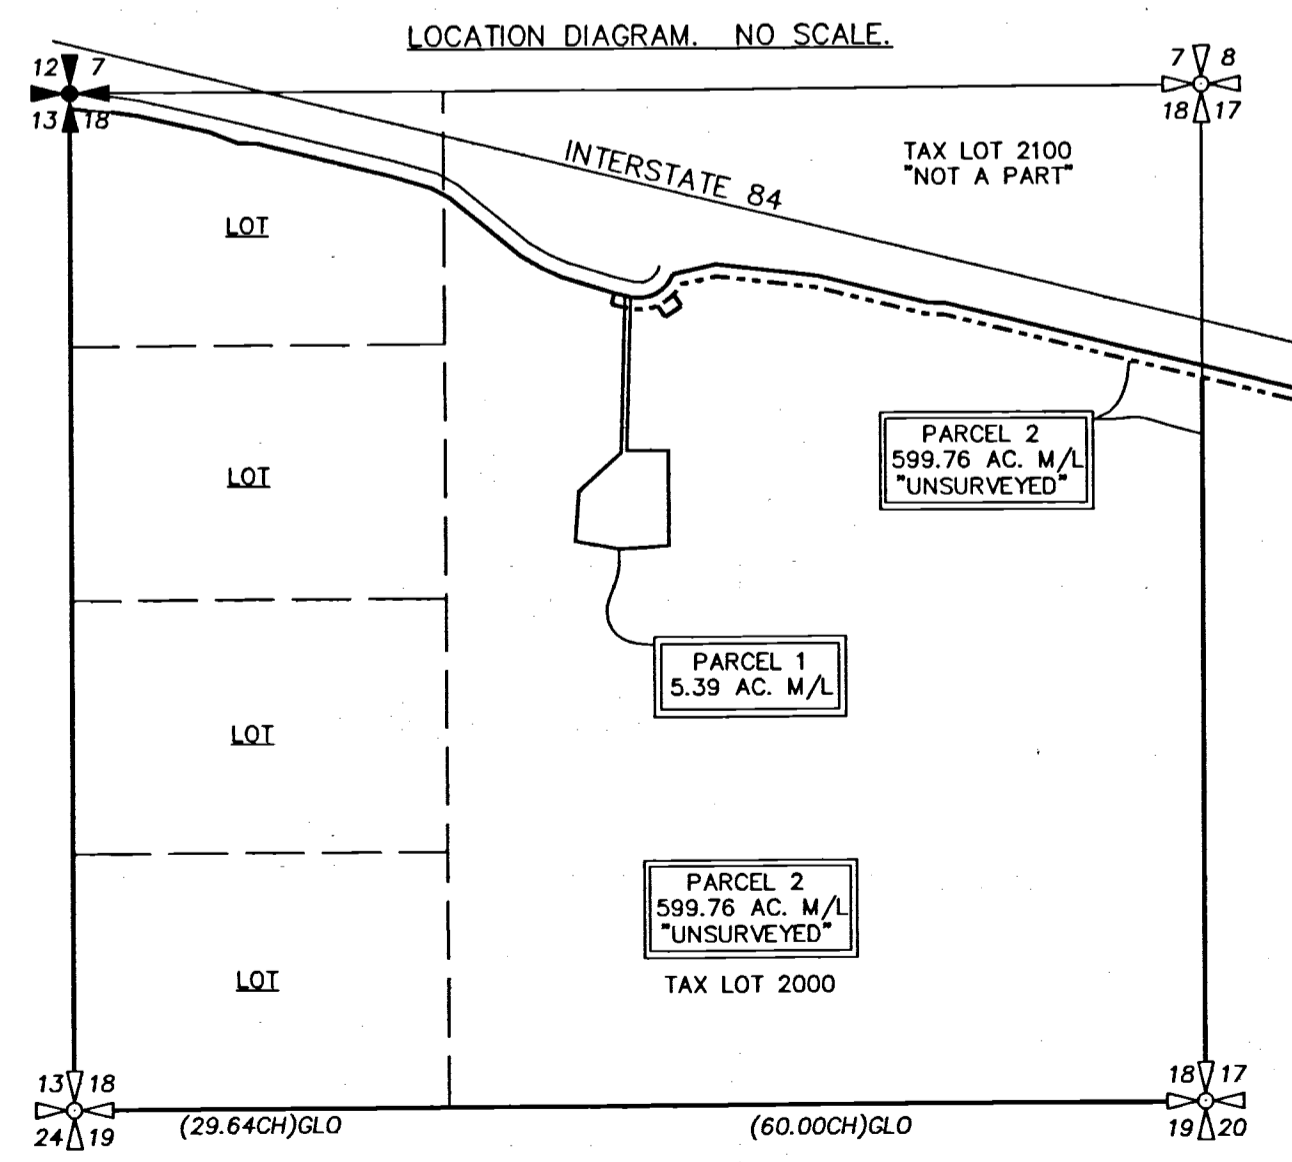 LOCATION DIAGRAM. NO SCALE.
12 7
13 18
7 8
18 17
TAX LOT 2100
"NOT A PART"
INTERSTATE 84
LOT
LOT
PARCEL 2
599.76 AC. M/L
"UNSURVEYED"
PARCEL 1
5.39 AC. M/L
LOT
PARCEL 2
599.76 AC. M/L
"UNSURVEYED"
TAX LOT 2000
LOT
13 18
24 19
(29.64CH)GLO
(60.00CH)GLO
18 17
19 20